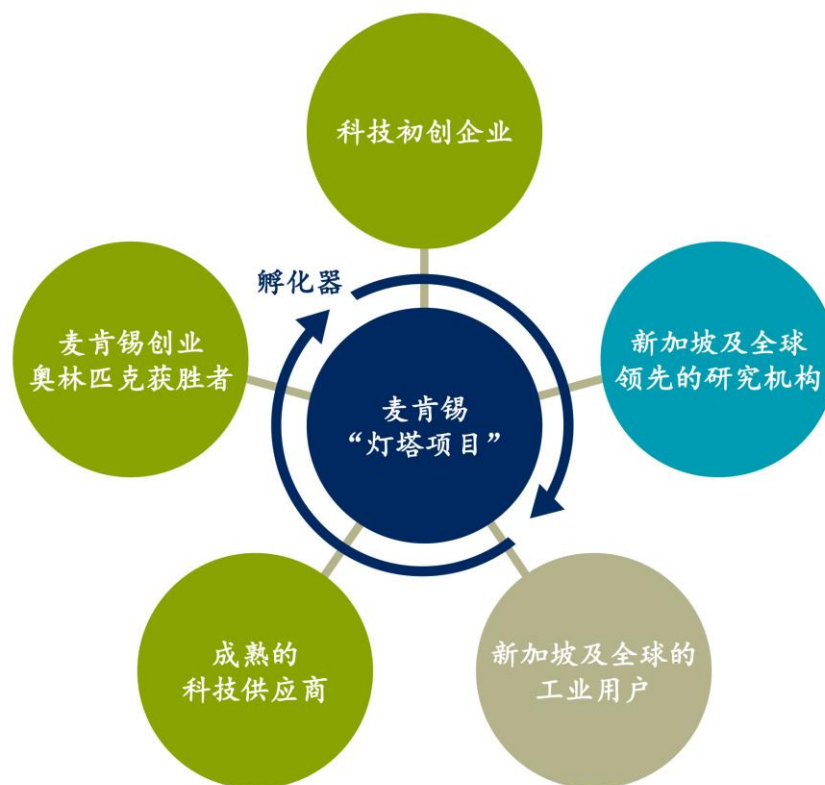 科技初创企业
孵化器
麦肯锡创业
奥林匹克获胜者
新加坡及全球
领先的研究机构
麦肯锡
“灯塔项目”
成熟的
科技供应商
新加坡及全球的
工业用户